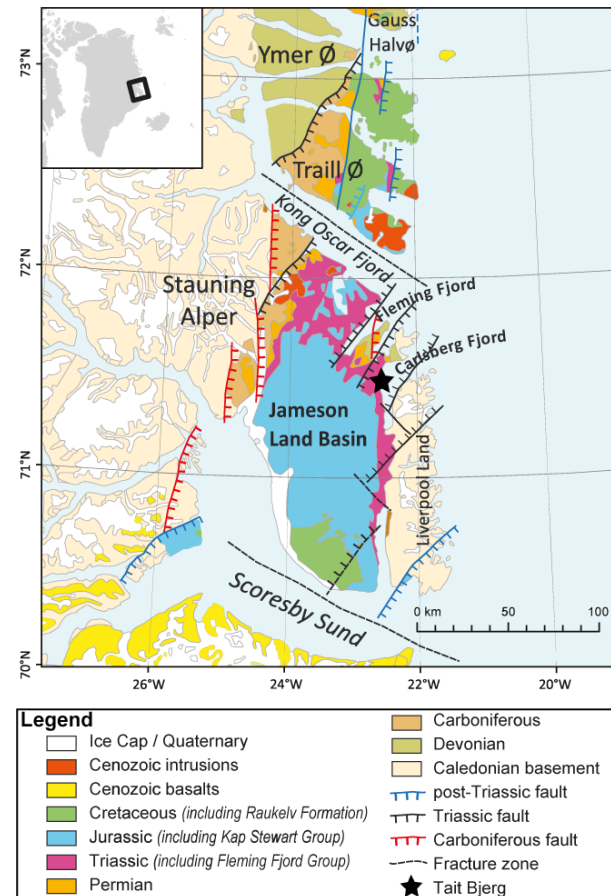 Gauss
Halvø
73°N
Ymer Ø
Traill Ø
Kong Oscar Fjord
72°N
Stauning
Alper
Fleming Fjord
Carlsberg Fjord
Jameson
Land Basin
71°N
Liverpool Land
Scoresby Sund
0 km
50
100
70°N
26°W
24°W
22°W
20°W
Legend
Ice Cap / Quaternary
Cenozoic intrusions
Cenozoic basalts
Cretaceous (including Raukelv Formation)
Jurassic (including Kap Stewart Group)
Triassic (including Fleming Fjord Group)
Permian
Carboniferous
Devonian
Caledonian basement
post-Triassic fault
Triassic fault
Carboniferous fault
Fracture zone
Tait Bjerg